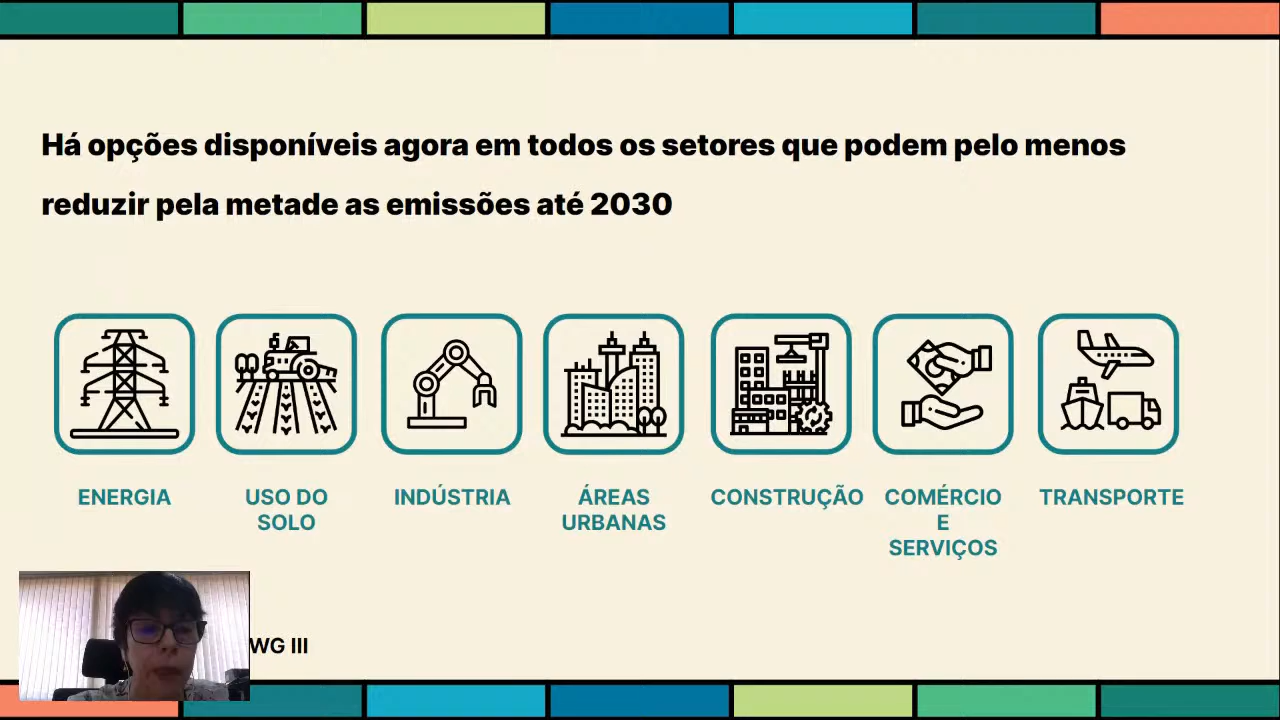 Há opções disponíveis agora em todos os setores que podem pelo menos
reduzir pela metade as emissões até 2030
ENERGIA
USO DO
SOLO
INDÚSTRIA
ÁREAS
URBANAS
CONSTRUÇÃO
COMÉRCIO
E
SERVIÇOS
TRANSPORTE
WG III